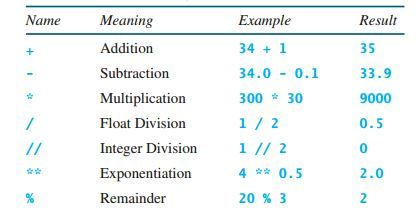 Name Meaning Example Result
+ Addition 34 + 1 35
- Subtraction 34.0 - 0.1 33.9
* Multiplication 300 * 30 9000
/ Float Division 1 / 2 0.5
// Integer Division 1 // 2 0
** Exponentiation 4 ** 0.5 2.0
% Remainder 20 % 3 2